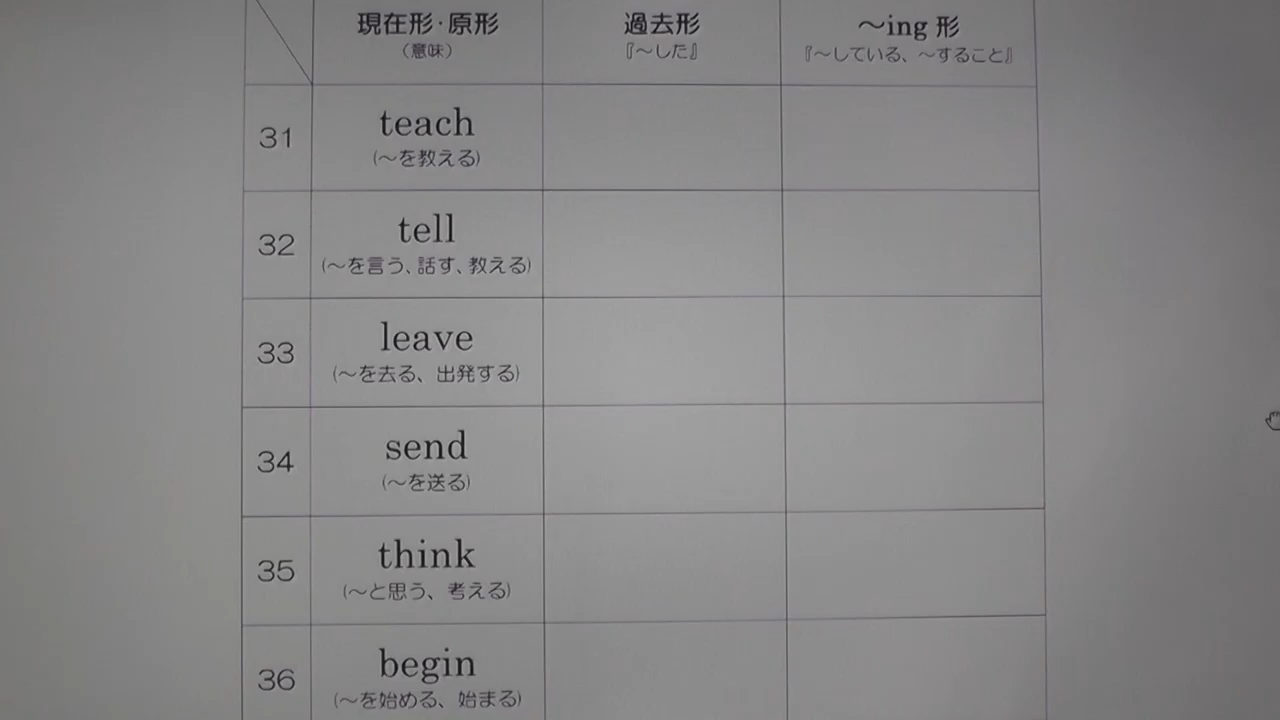 現在形・原形 過去形 ～ing 形
（意味） 『～した』 『～している、～すること』
31 teach
(～を教える)
32 tell
(～を言う、話す、教える)
33 leave
(～を去る、出発する)
34 send
(～を送る)
35 think
(～と思う、考える)
36 begin
(～を始める、始まる)